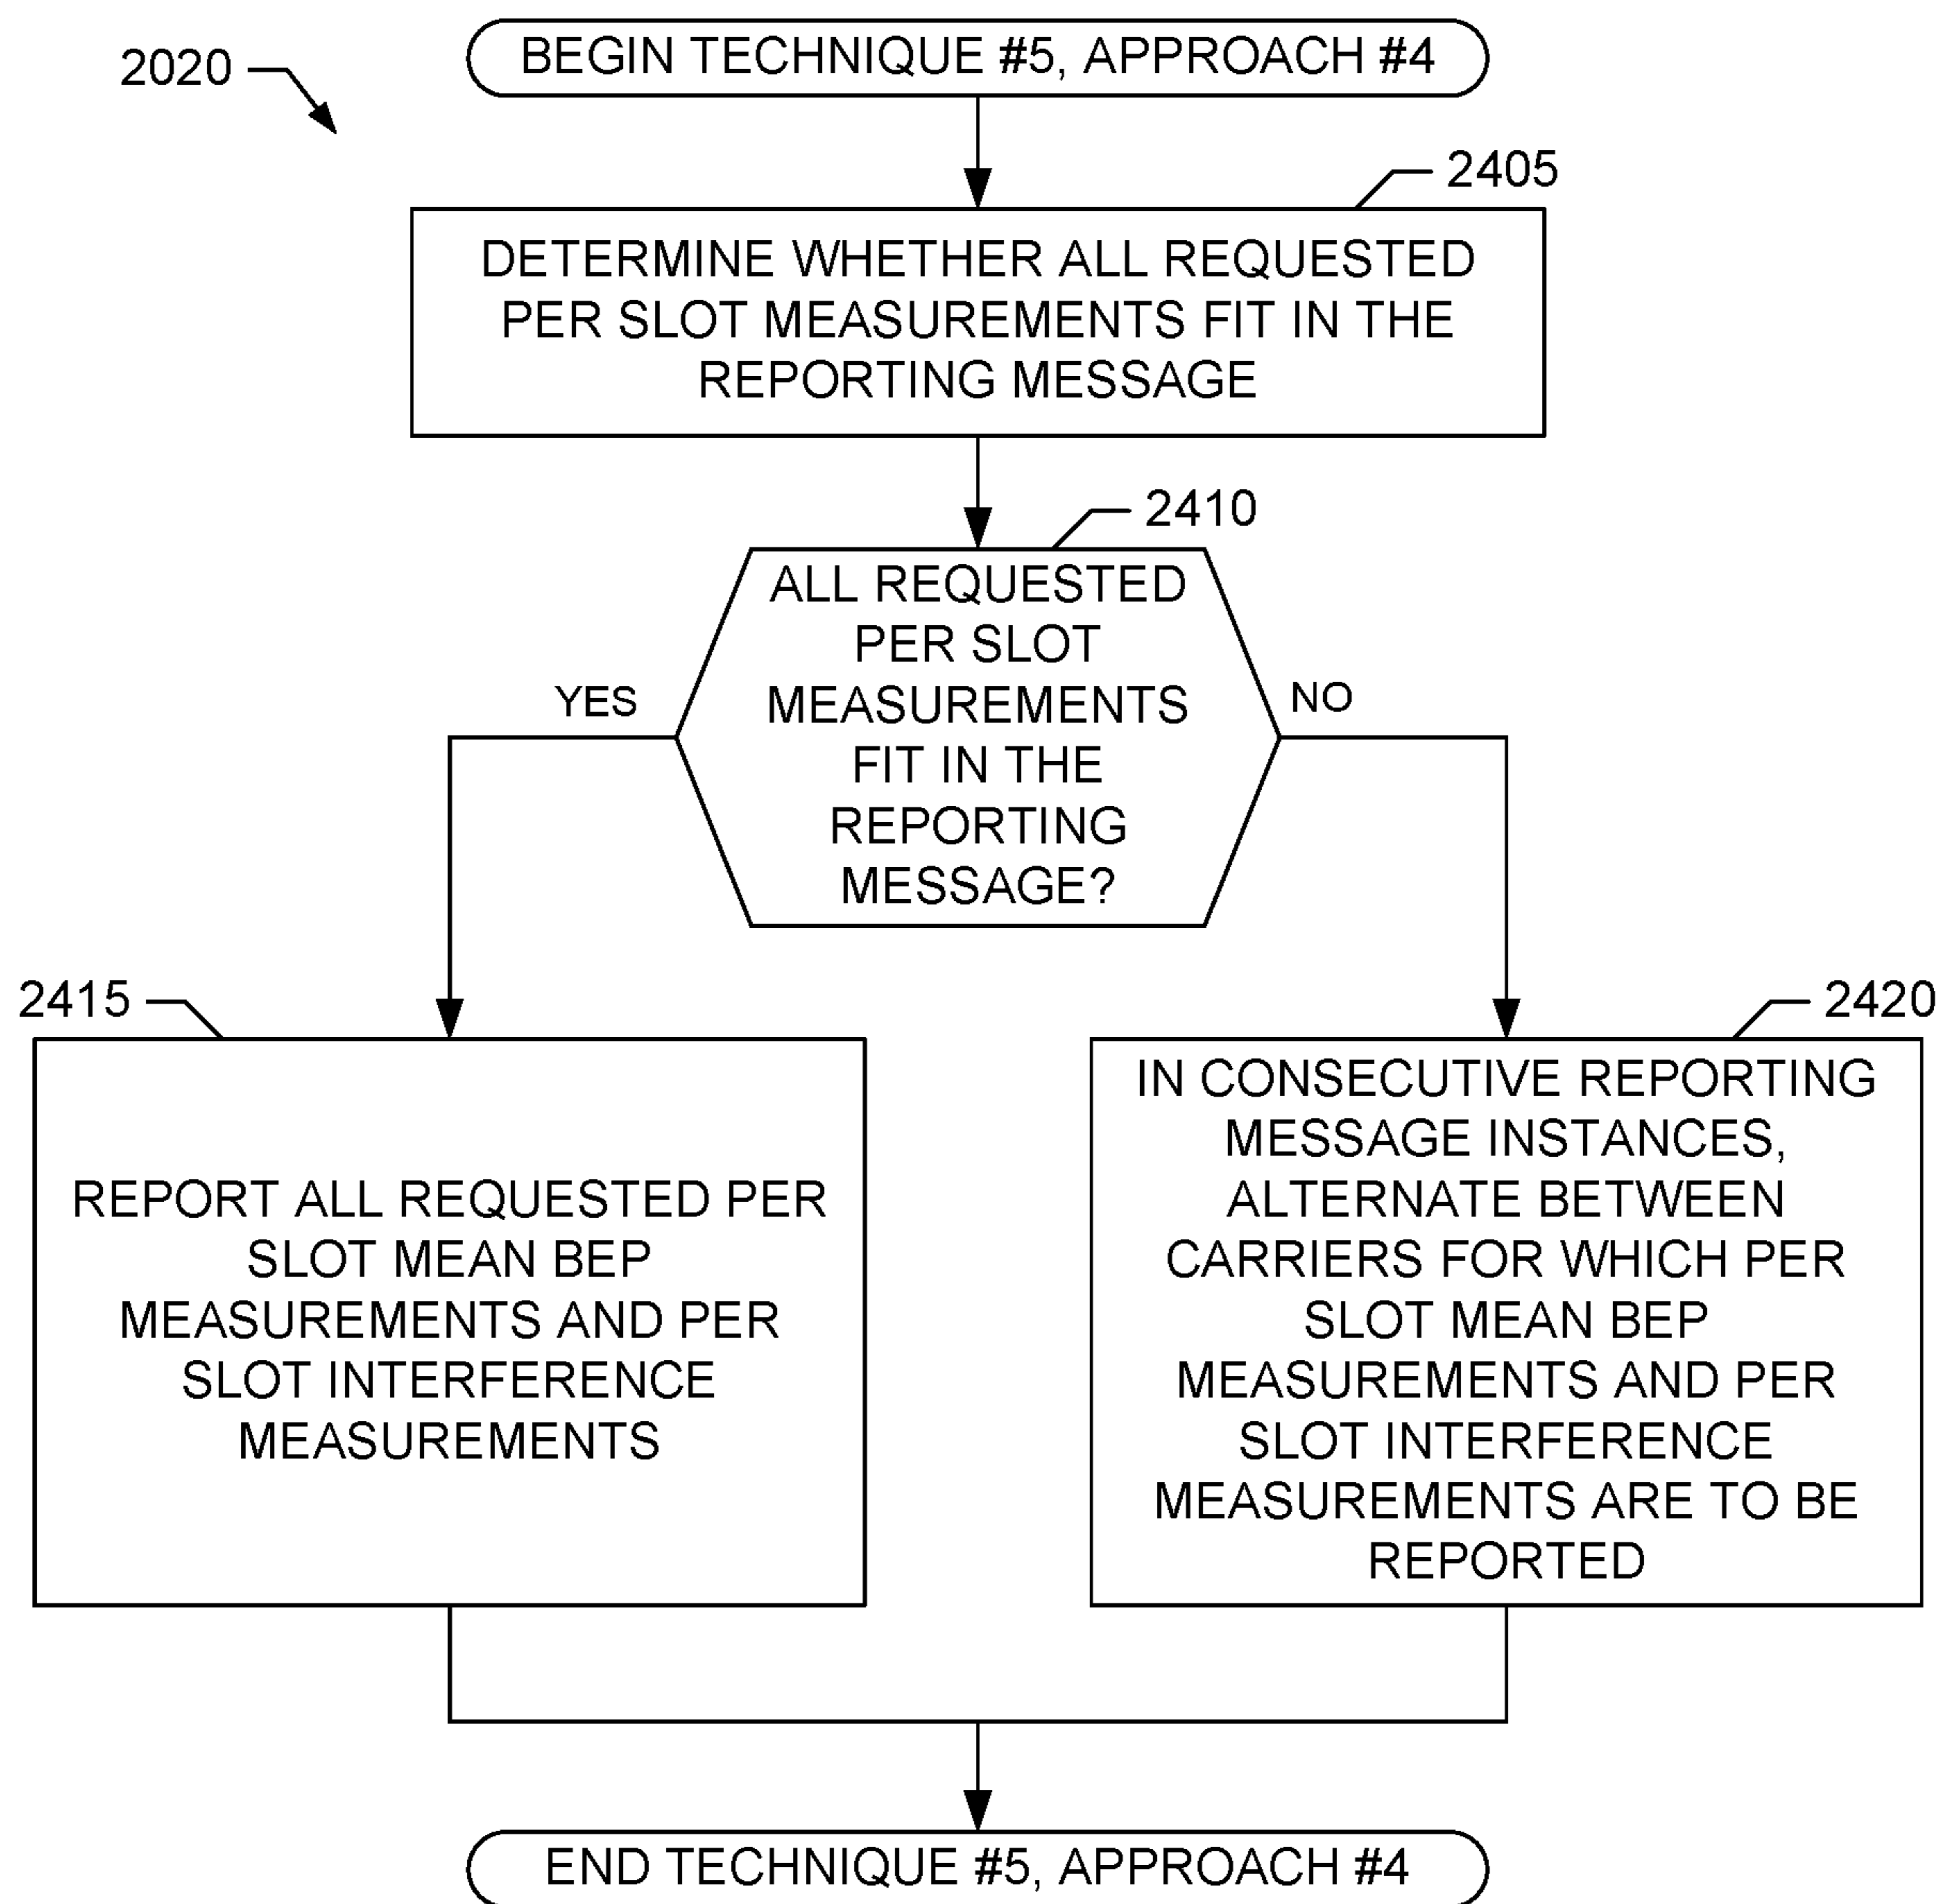 BEGIN TECHNIQUE #5, APPROACH #4
2020
2405
DETERMINE WHETHER ALL REQUESTED
PER SLOT MEASUREMENTS FIT IN THE
REPORTING MESSAGE
2410
ALL REQUESTED
PER SLOT
MEASUREMENTS
FIT IN THE
REPORTING
MESSAGE?
YES
NO
2415
REPORT ALL REQUESTED PER
SLOT MEAN BEP
MEASUREMENTS AND PER
SLOT INTERFERENCE
MEASUREMENTS
2420
IN CONSECUTIVE REPORTING
MESSAGE INSTANCES,
ALTERNATE BETWEEN
CARRIERS FOR WHICH PER
SLOT MEAN BEP
MEASUREMENTS AND PER
SLOT INTERFERENCE
MEASUREMENTS ARE TO BE
REPORTED
END TECHNIQUE #5, APPROACH #4